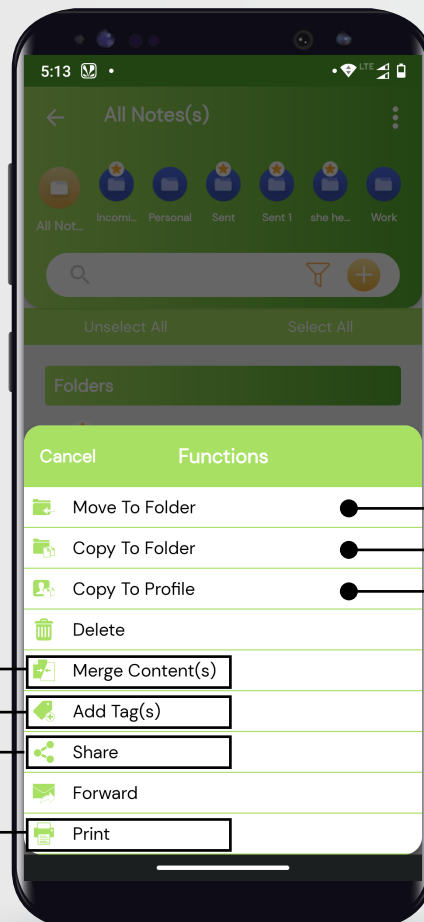 5:13
LTE
All Notes(s)
All Not... Incomi... Personal Sent Sent 1 she he... Work
Unselect All Select All
Folders
Cancel Functions
Move To Folder
Copy To Folder
Copy To Profile
Delete
Merge Content(s)
Add Tag(s)
Share
Forward
Print